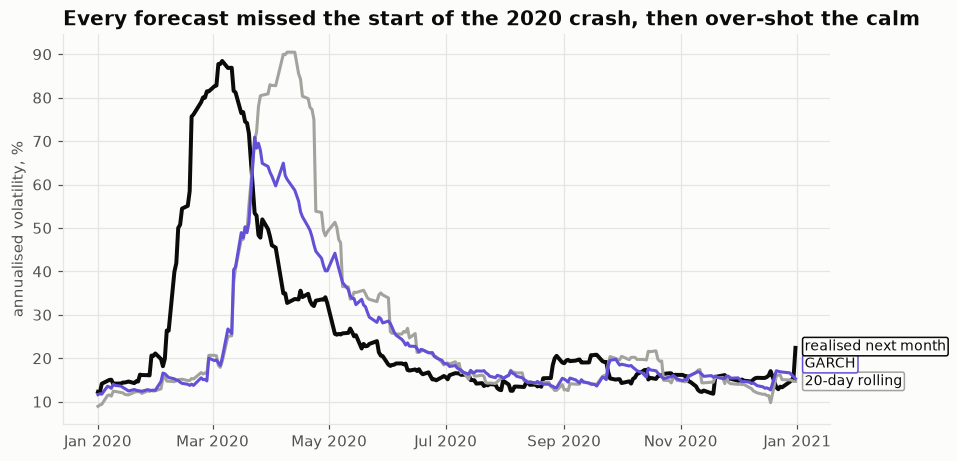 Every forecast missed the start of the 2020 crash, then over-shot the calm
annualised volatility, %
90
80
70
60
50
40
30
20
10
realised next month
GARCH
20-day rolling
Jan 2020
Mar 2020
May 2020
Jul 2020
Sep 2020
Nov 2020
Jan 2021